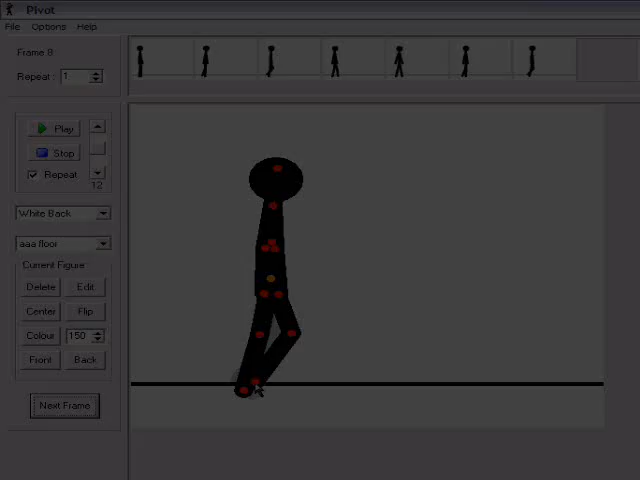 Pivot
File Options Help
Frame 8
Repeat: 1
Play
Stop
Repeat
12
White Back
aaa floor
Current Figure:
Delete Edit
Center Flip
Colour 150
Front Back
Next Frame